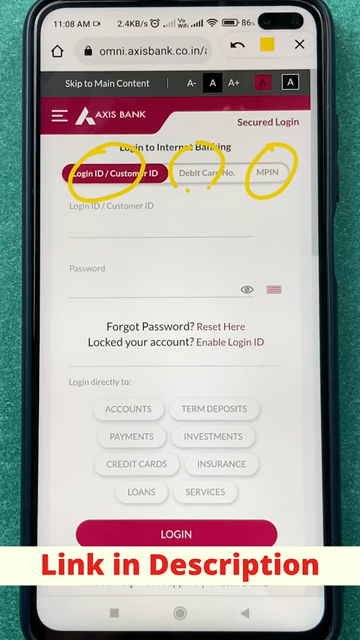 11:08 AM 2.4KB/s Vo WiFi 86
omni.axisbank.co.in/a
Skip to Main Content A- A A+ A A
AXIS BANK
Secured Login
Login to Internet Banking
Login ID / Customer ID Debit Card No. MPIN
Login ID / Customer ID
Password
Forgot Password? Reset Here
Locked your account? Enable Login ID
Login directly to:
ACCOUNTS TERM DEPOSITS
PAYMENTS INVESTMENTS
CREDIT CARDS INSURANCE
LOANS SERVICES
LOGIN
Link in Description